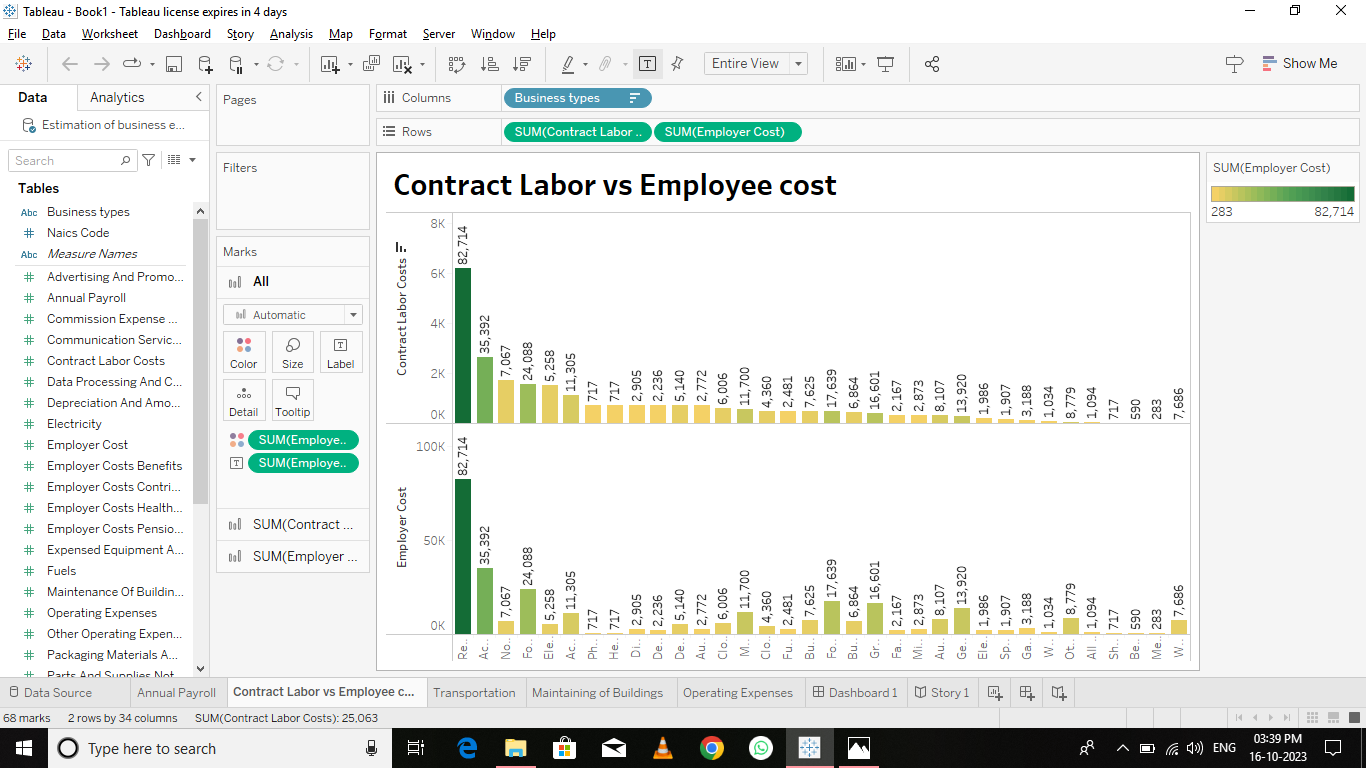 Tableau - Book1 - Tableau license expires in 4 days
File Data Worksheet Dashboard Story Analysis Map Format Server Window Help
Entire View
Show Me
Data Analytics
Estimation of business e...
Search
Tables
Abc Business types
# Naics Code
Abc Measure Names
# Advertising And Promo...
# Annual Payroll
# Commission Expense ...
# Communication Servic...
# Contract Labor Costs
# Data Processing And C...
# Depreciation And Amo...
# Electricity
# Employer Cost
# Employer Costs Benefits
# Employer Costs Contri...
# Employer Costs Health...
# Employer Costs Pensio...
# Expensed Equipment A...
# Fuels
# Maintenance Of Buildin...
# Operating Expenses
# Other Operating Expen...
# Packaging Materials A...
# Parts And Supplies Not
Pages
Filters
Marks
All
Automatic
Color Size Label
Detail Tooltip
SUM(Employe..
SUM(Employe..
SUM(Contract ...
SUM(Employer ...
Columns Business types
Rows SUM(Contract Labor .. SUM(Employer Cost)
Contract Labor vs Employee cost
Contract Labor Costs
8K
6K
4K
2K
0K
82,714 35,392 7,067 24,088 5,258 11,305 717 717 2,905 2,236 5,140 2,772 6,006 11,700 4,360 2,481 7,625 17,639 6,864 16,601 2,167 2,873 8,107 13,920 1,986 1,907 3,188 1,034 8,779 1,094 717 590 283 7,686
Employer Cost
100K
50K
0K
82,714 35,392 7,067 24,088 5,258 11,305 717 717 2,905 2,236 5,140 2,772 6,006 11,700 4,360 2,481 7,625 17,639 6,864 16,601 2,167 2,873 8,107 13,920 1,986 1,907 3,188 1,034 8,779 1,094 717 590 283 7,686
Re.. Ac.. No.. Fo.. Ele.. Ac.. Ph.. He.. Di.. De.. De.. Au.. Clo.. M.. Clo.. Fu.. Bu.. Fo.. Bu.. Gr.. Fa.. Mi.. Au.. Ge.. Ele.. Sp.. Ga.. W.. Ot.. All .. Sh.. Be.. Me.. W..
SUM(Employer Cost)
283 82,714
Data Source Annual Payroll Contract Labor vs Employee c... Transportation Maintaining of Buildings Operating Expenses Dashboard 1 Story 1
68 marks 2 rows by 34 columns SUM(Contract Labor Costs): 25,063
Type here to search
ENG
03:39 PM
16-10-2023